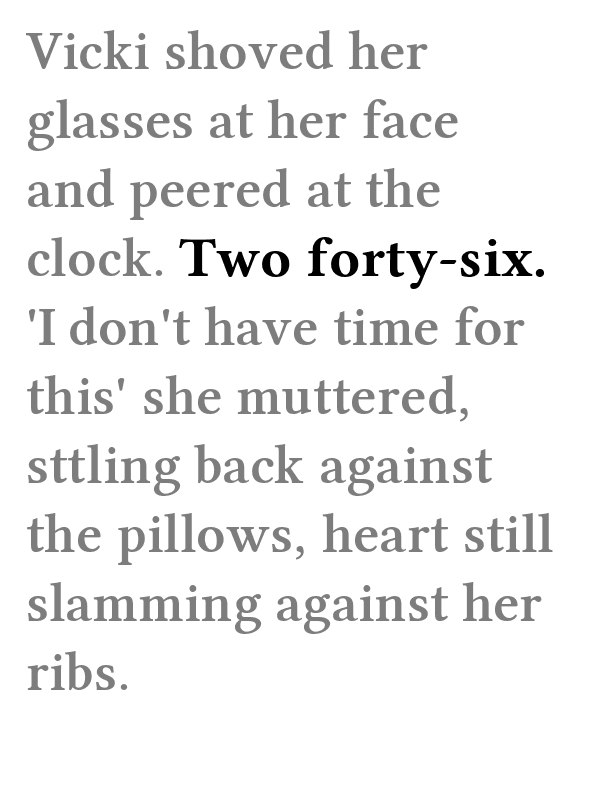 Vicki shoved her
glasses at her face
and peered at the
clock. Two forty-six.
'I don't have time for
this' she muttered,
sttling back against
the pillows, heart still
slamming against her
ribs.